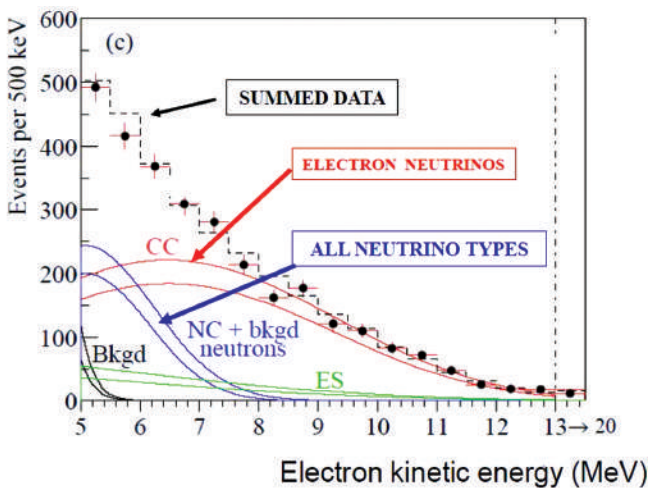 600
(c)
500
SUMMED DATA
400
ELECTRON NEUTRINOS
300
CC
ALL NEUTRINO TYPES
200
NC + bkgd
neutrons
100
Bkgd
ES
0
5 6 7 8 9 10 11 12 13→ 20
Events per 500 keV
Electron kinetic energy (MeV)